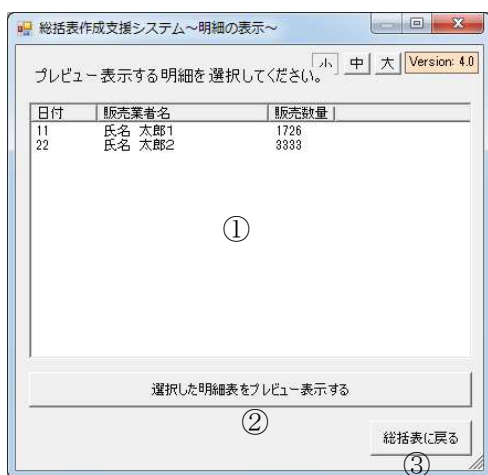 総括表作成支援システム～明細の表示～
プレビュー表示する明細を選択してください。
小 中 大 Version: 4.0
日付 販売業者名 販売数量
11 氏名 太郎1 1726
22 氏名 太郎2 3333
①
選択した明細表をプレビュー表示する
②
総括表に戻る
③